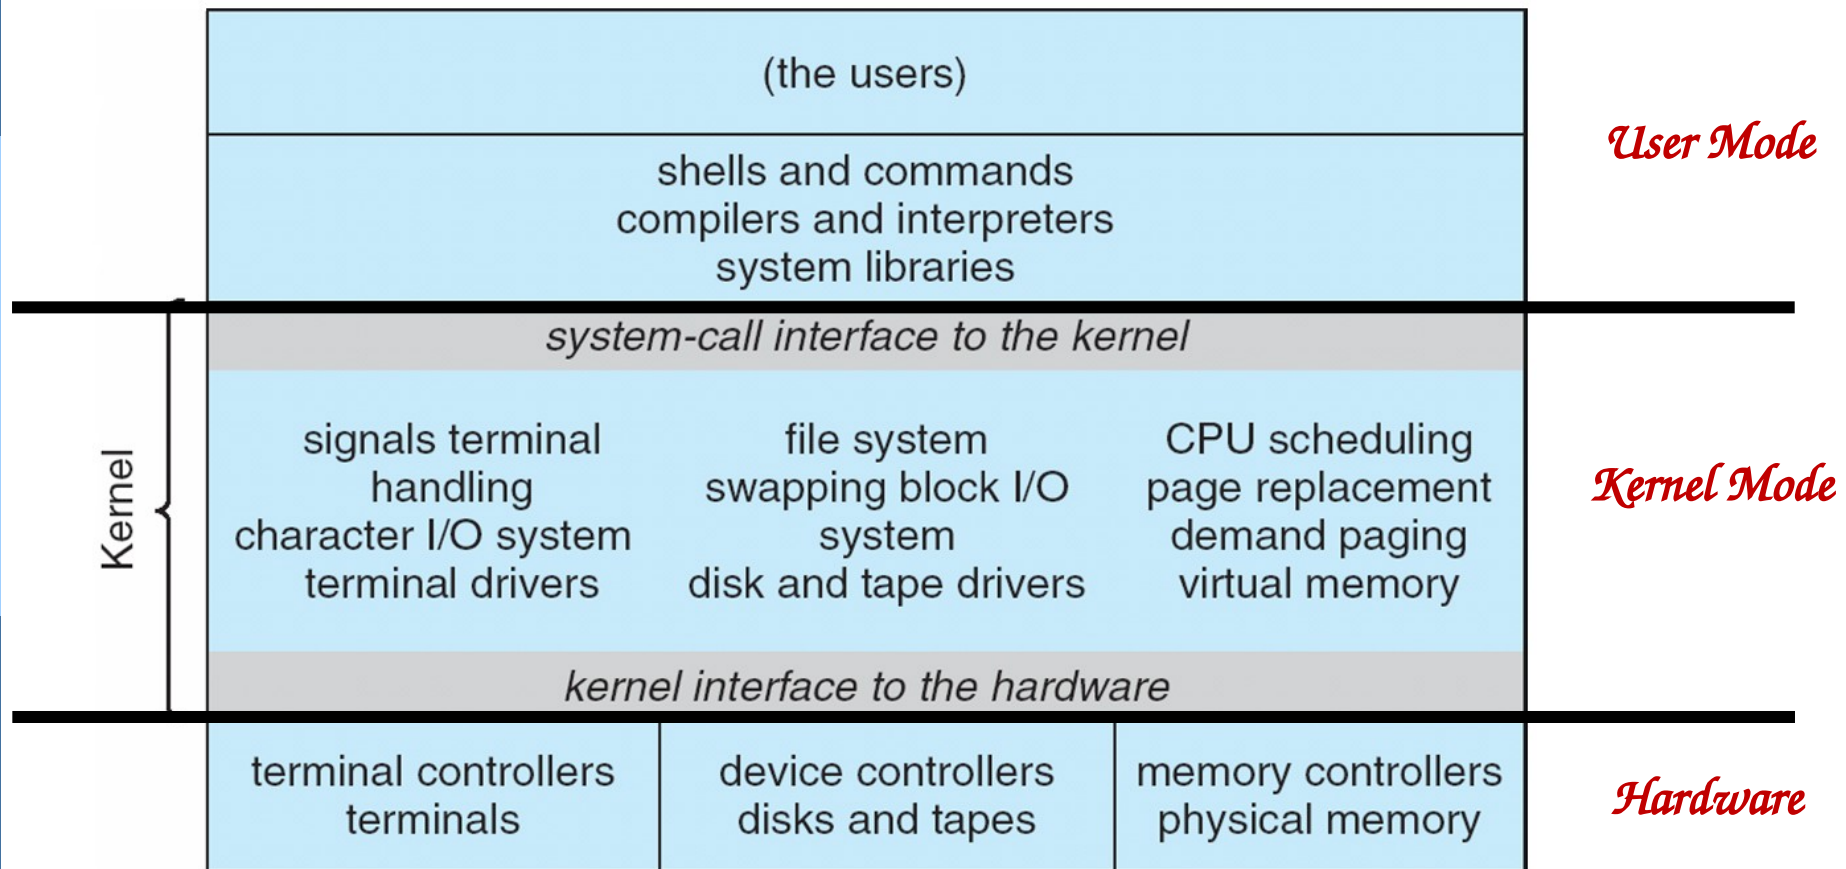 (the users)
User Mode
shells and commands
compilers and interpreters
system libraries
system-call interface to the kernel
Kernel
signals terminal
handling
character I/O system
terminal drivers
file system
swapping block I/O
system
disk and tape drivers
CPU scheduling
page replacement
demand paging
virtual memory
Kernel Mode
kernel interface to the hardware
terminal controllers
terminals
device controllers
disks and tapes
memory controllers
physical memory
Hardware